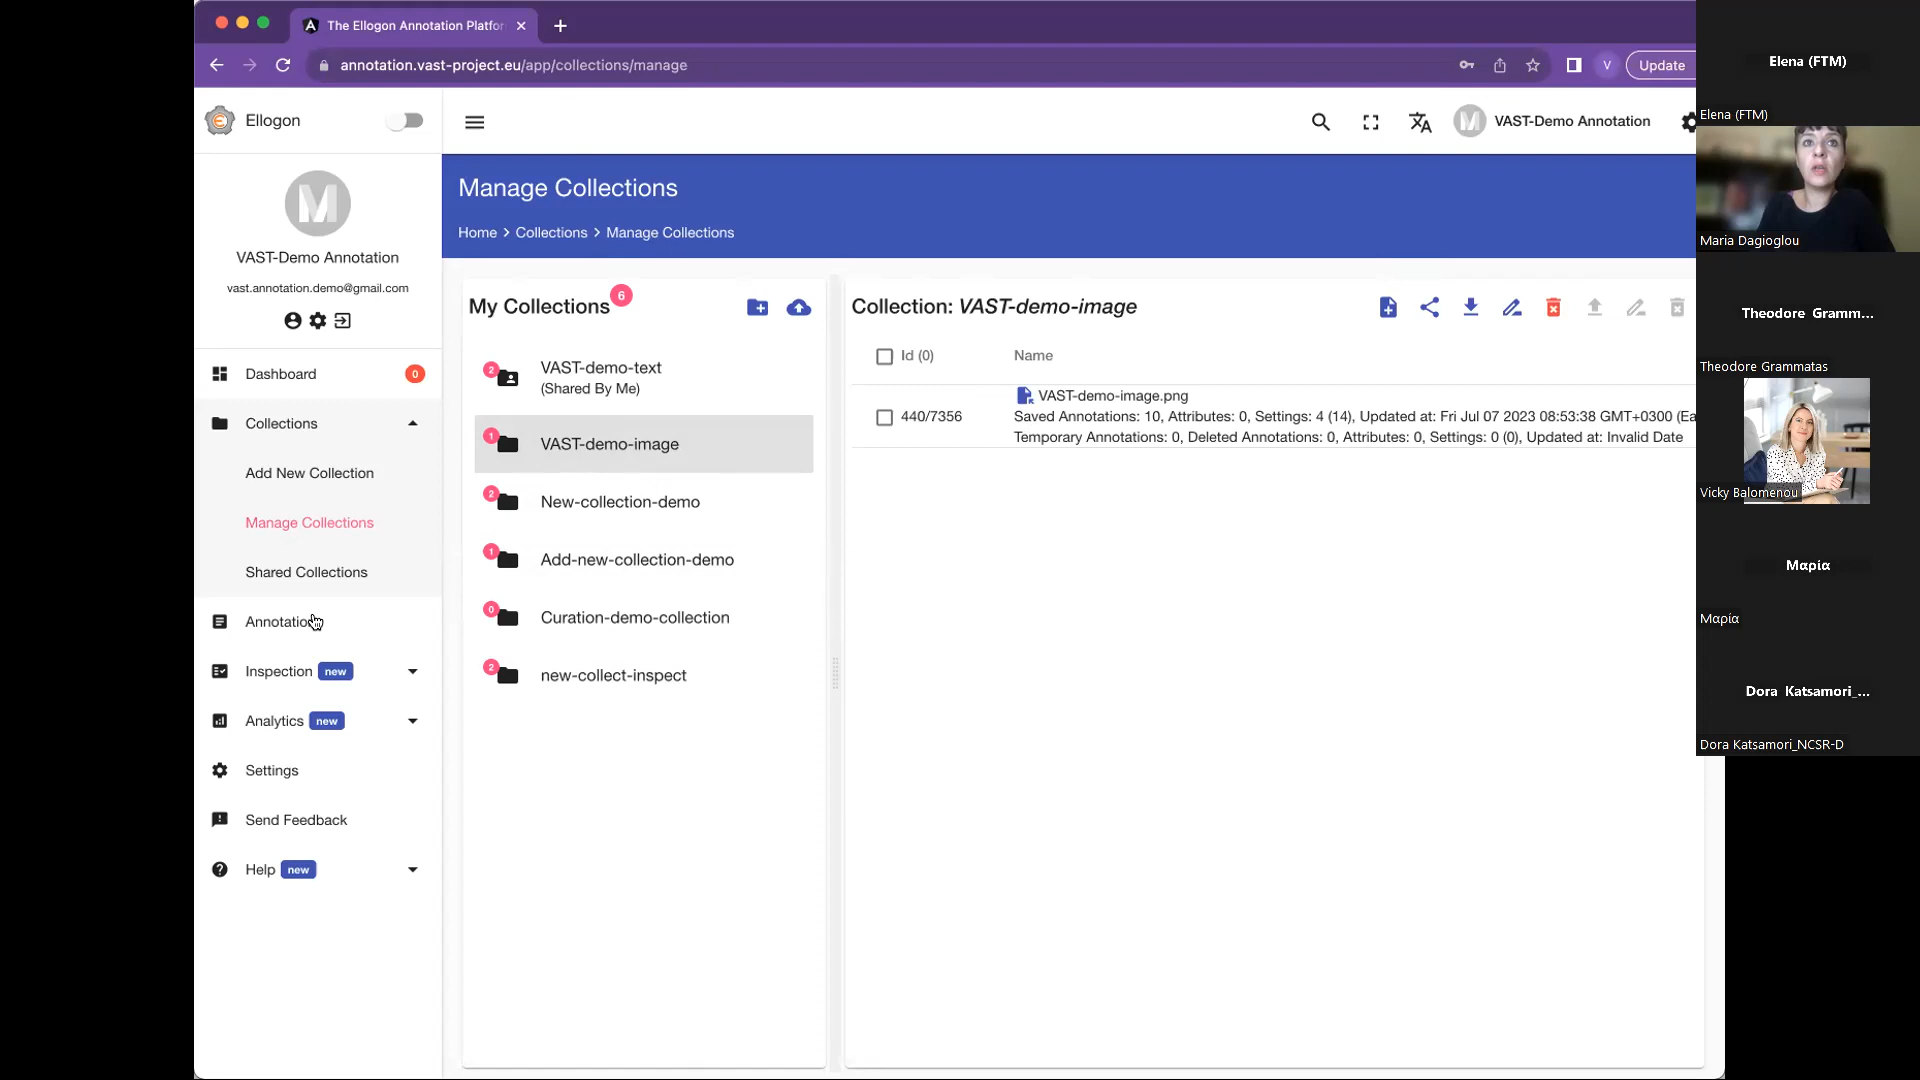 The Ellogon Annotation Platfor
annotation.vast-project.eu/app/collections/manage
V
Update
Ellogon
M
VAST-Demo Annotation
M
VAST-Demo Annotation
vast.annotation.demo@gmail.com
Dashboard
0
Collections
Add New Collection
Manage Collections
Shared Collections
Annotation
Inspection new
Analytics new
Settings
Send Feedback
Help new
Manage Collections
Home > Collections > Manage Collections
My Collections 6
2
VAST-demo-text
(Shared By Me)
1
VAST-demo-image
2
New-collection-demo
1
Add-new-collection-demo
0
Curation-demo-collection
2
new-collect-inspect
Collection: VAST-demo-image
Id (0)
Name
VAST-demo-image.png
440/7356
Saved Annotations: 10, Attributes: 0, Settings: 4 (14), Updated at: Fri Jul 07 2023 08:53:38 GMT+0300 (Ea
Temporary Annotations: 0, Deleted Annotations: 0, Attributes: 0, Settings: 0 (0), Updated at: Invalid Date
Elena (FTM)
Elena (FTM)
Maria Dagioglou
Theodore Gramm...
Theodore Grammatas
Vicky Balomenou
Μαρία
Μαρία
Dora Katsamori_...
Dora Katsamori_NCSR-D